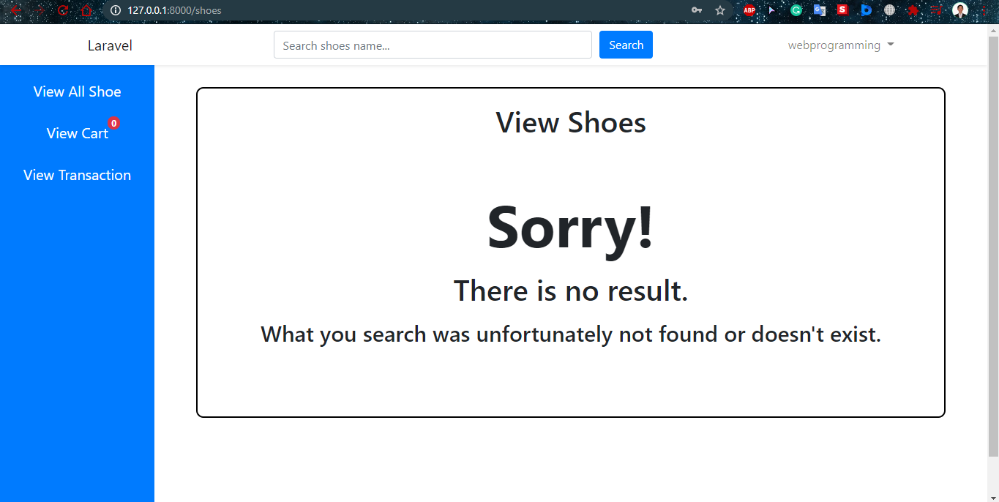 127.0.0.1:8000/shoes
ABP
G
S
Laravel
Search shoes name...
Search
webprogramming
View All Shoe
View Cart
0
View Transaction
View Shoes
Sorry!
There is no result.
What you search was unfortunately not found or doesn't exist.